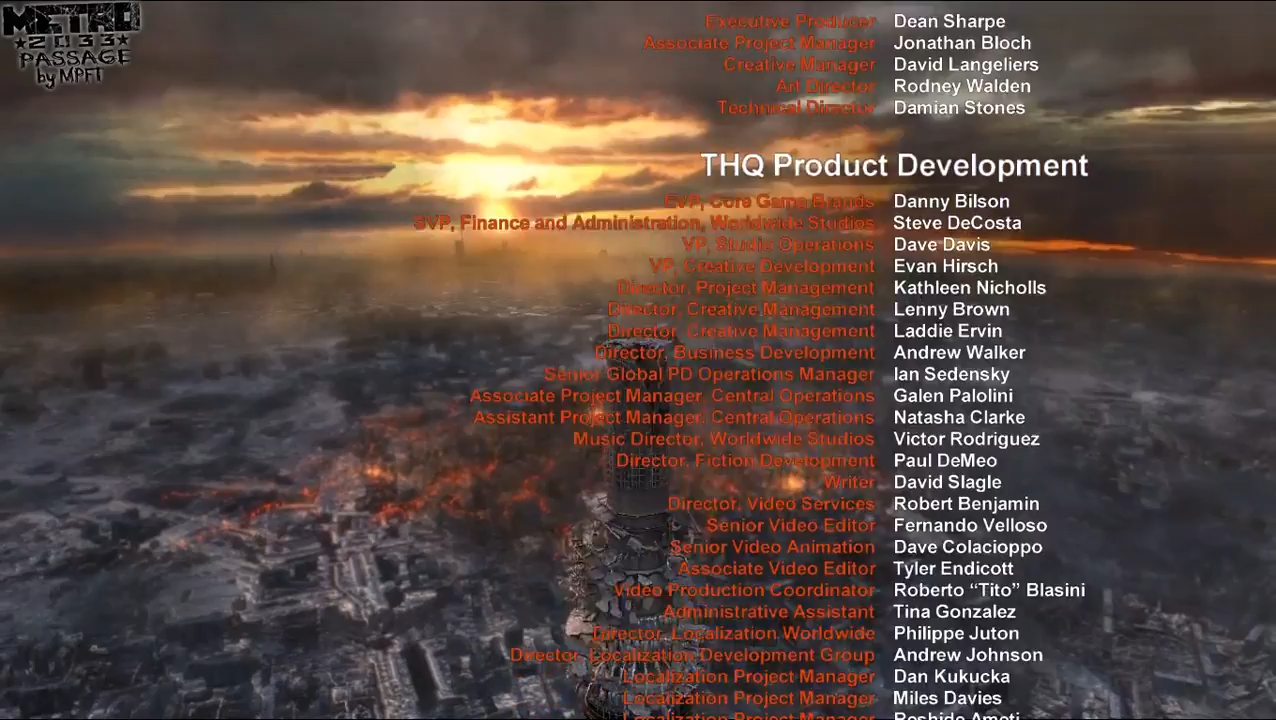 METRO
2033
PASSAGE
by MPFT
Executive Producer Dean Sharpe
Associate Project Manager Jonathan Bloch
Creative Manager David Langeliers
Art Director Rodney Walden
Technical Director Damian Stones
THQ Product Development
EVP, Core Game Brands Danny Bilson
SVP, Finance and Administration, Worldwide Studios Steve DeCosta
VP, Studio Operations Dave Davis
VP, Creative Development Evan Hirsch
Director, Project Management Kathleen Nicholls
Director, Creative Management Lenny Brown
Director, Creative Management Laddie Ervin
Director, Business Development Andrew Walker
Senior Global PD Operations Manager Ian Sedensky
Associate Project Manager, Central Operations Galen Palolini
Assistant Project Manager, Central Operations Natasha Clarke
Music Director, Worldwide Studios Victor Rodriguez
Director, Fiction Development Paul DeMeo
Writer David Slagle
Director, Video Services Robert Benjamin
Senior Video Editor Fernando Velloso
Senior Video Animation Dave Colacioppo
Associate Video Editor Tyler Endicott
Video Production Coordinator Roberto “Tito” Blasini
Administrative Assistant Tina Gonzalez
Director, Localization Worldwide Philippe Juton
Director, Localization Development Group Andrew Johnson
Localization Project Manager Dan Kukucka
Localization Project Manager Miles Davies
Localization Project Manager